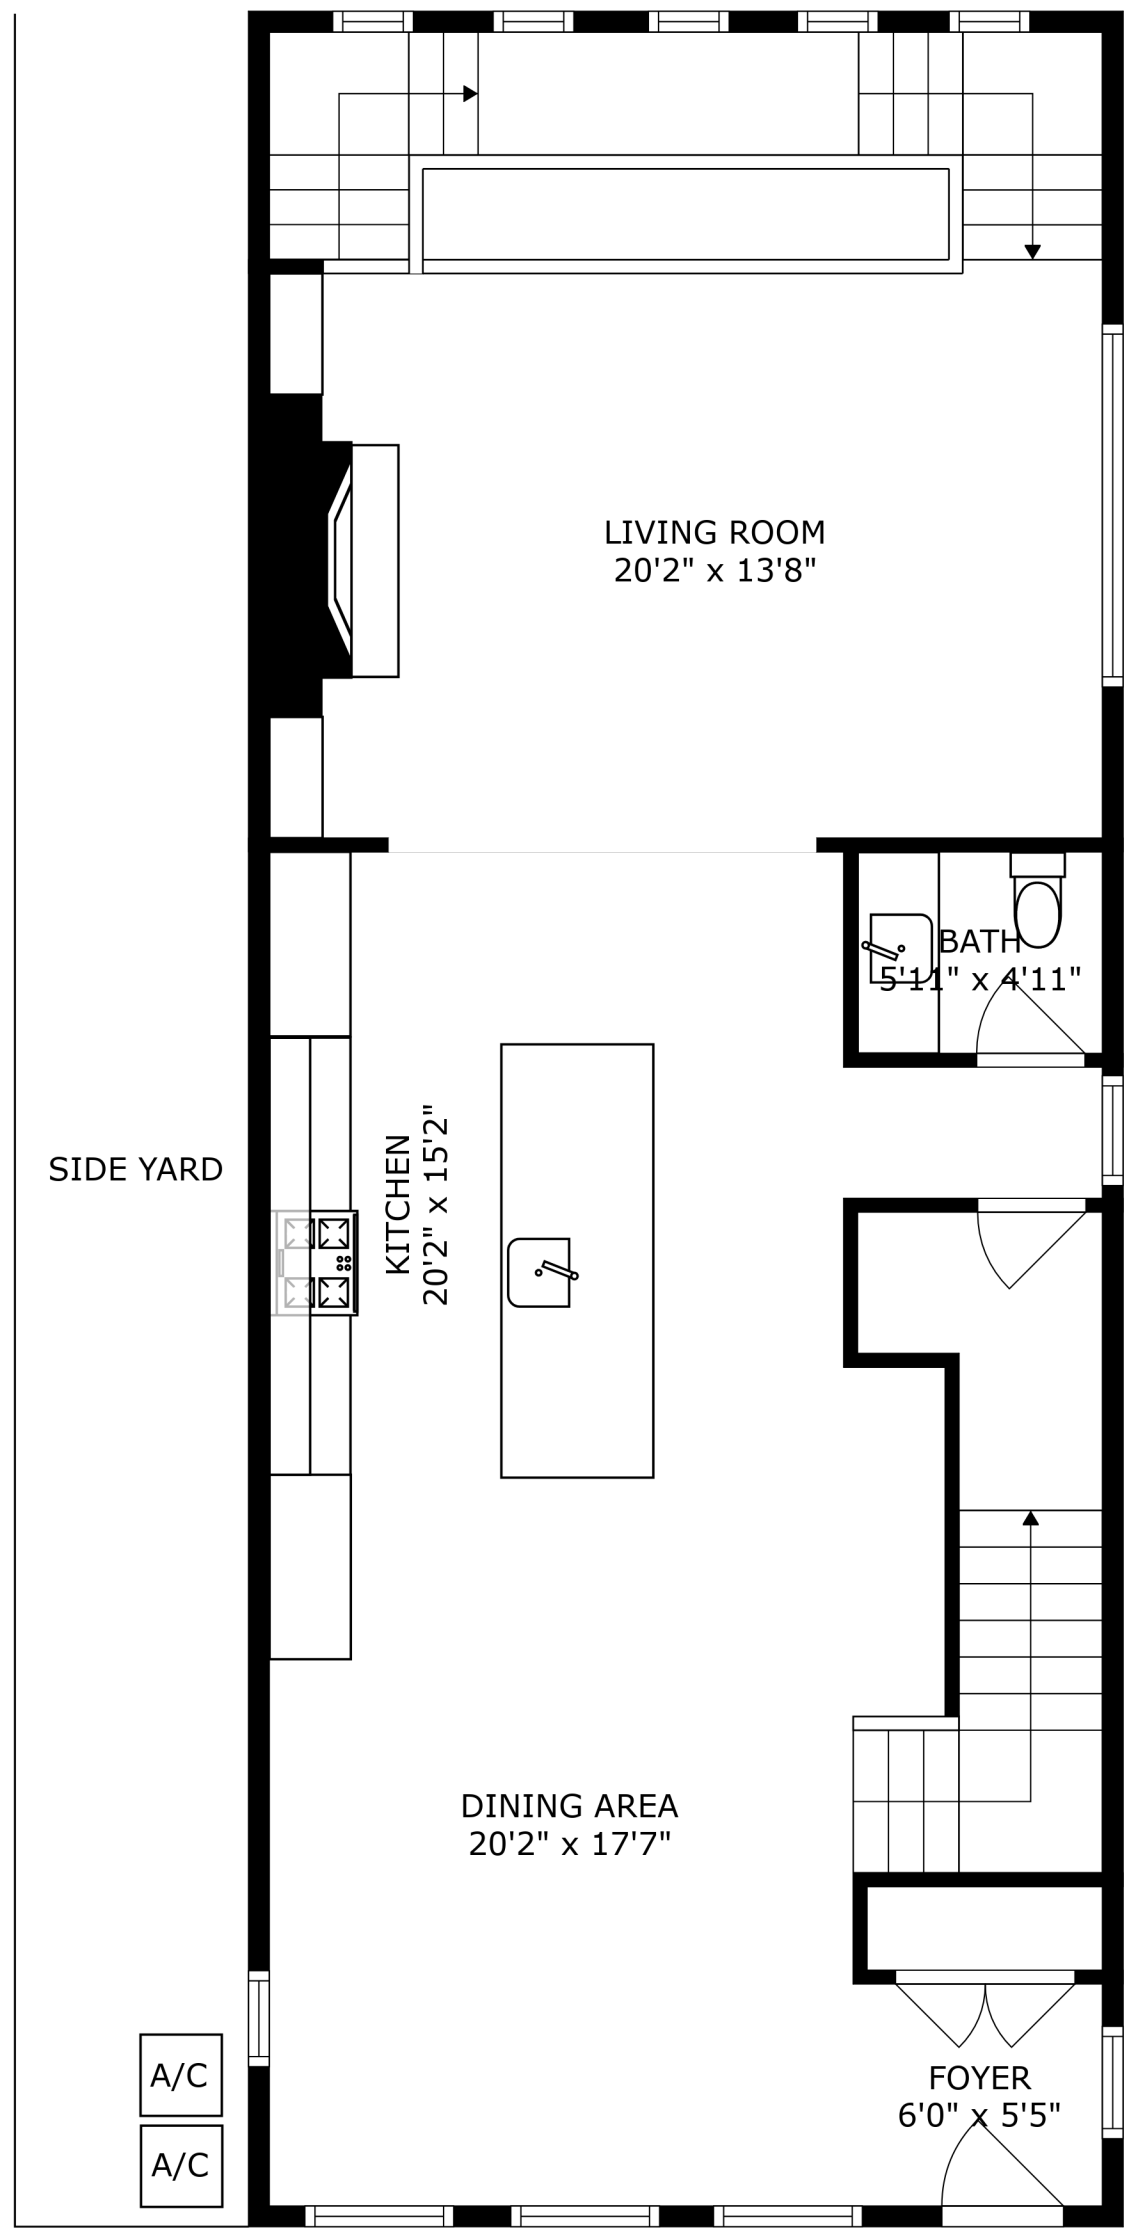 LIVING ROOM
20'2" x 13'8"
BATH
5'11" x 4'11"
SIDE YARD
KITCHEN
20'2" x 15'2"
DINING AREA
20'2" x 17'7"
A/C
A/C
FOYER
6'0" x 5'5"